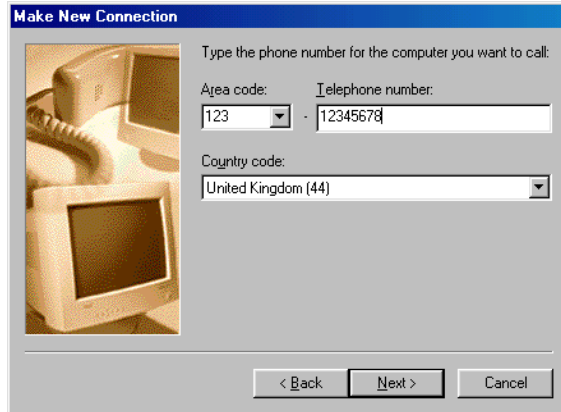 Make New Connection
Type the phone number for the computer you want to call:
Area code: Telephone number:
123 - 12345678
Country code:
United Kingdom (44)
< Back Next > Cancel